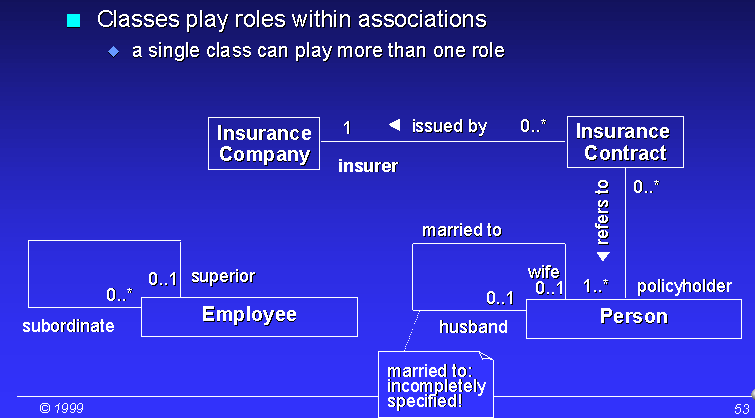 Classes play roles within associations
a single class can play more than one role
Insurance
Company
1
issued by
0..*
insurer
Insurance
Contract
0..*
refers to
1..*
policyholder
Person
married to
wife
0..1
0..1
husband
married to:
incompletely
specified!
0..1
superior
0..*
subordinate
Employee
© 1999
53